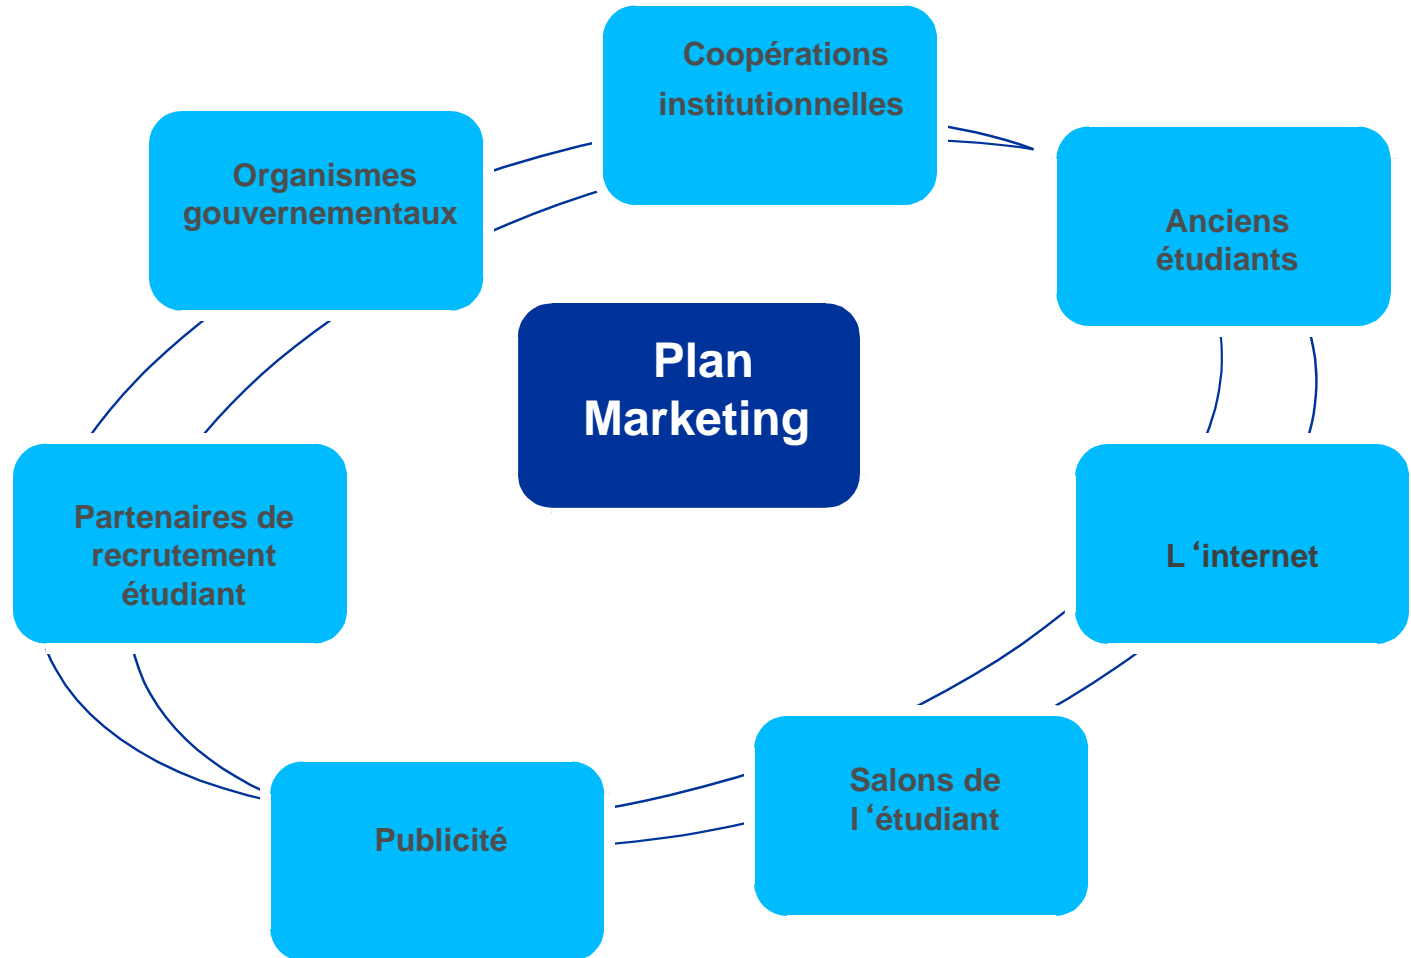 Coopérations
institutionnelles
Organismes
gouvernementaux
Anciens
étudiants
Plan
Marketing
Partenaires de
recrutement
étudiant
L ‘internet
Salons de
l ‘étudiant
Publicité